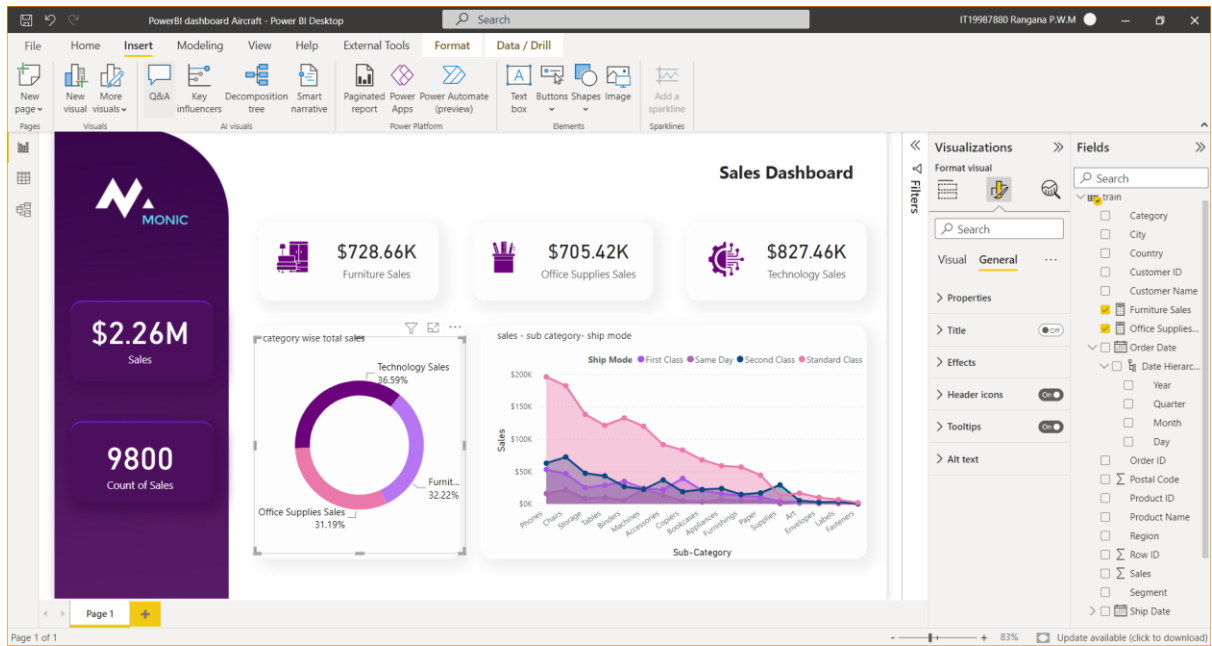 PowerBI dashboard Aircraft - Power BI Desktop
Search
IT19987880 Rangana P.W.M
File Home Insert Modeling View Help External Tools Format Data / Drill
New page
New visual
More visuals
Q&A
Key influencers
Decomposition tree
Smart narrative
Paginated report
Power Apps
Power Automate (preview)
Text box
Buttons
Shapes
Image
Add a sparkline
Pages Visuals AI visuals Power Platform Elements Sparklines
MONIC
Sales Dashboard
$728.66K
Furniture Sales
$705.42K
Office Supplies Sales
$827.46K
Technology Sales
$2.26M
Sales
9800
Count of Sales
category wise total sales
Technology Sales
36.59%
Furnit...
32.22%
Office Supplies Sales
31.19%
sales - sub category- ship mode
Ship Mode First Class Same Day Second Class Standard Class
$200K
$150K
$100K
$50K
$0K
Sales
Phones Chairs Storage Tables Binders Machines Accessories Copiers Bookcases Appliances Furnishings Paper Supplies Art Envelopes Labels Fasteners
Sub-Category
Filters
Visualizations
Format visual
Search
Visual General ...
Properties
Title Off
Effects
Header icons On
Tooltips On
Alt text
Fields
Search
train
Category
City
Country
Customer ID
Customer Name
Furniture Sales
Office Supplies...
Order Date
Date Hierarc...
Year
Quarter
Month
Day
Order ID
Postal Code
Product ID
Product Name
Region
Row ID
Sales
Segment
Ship Date
Page 1
+
Page 1 of 1
- + 83% Update available (click to download)